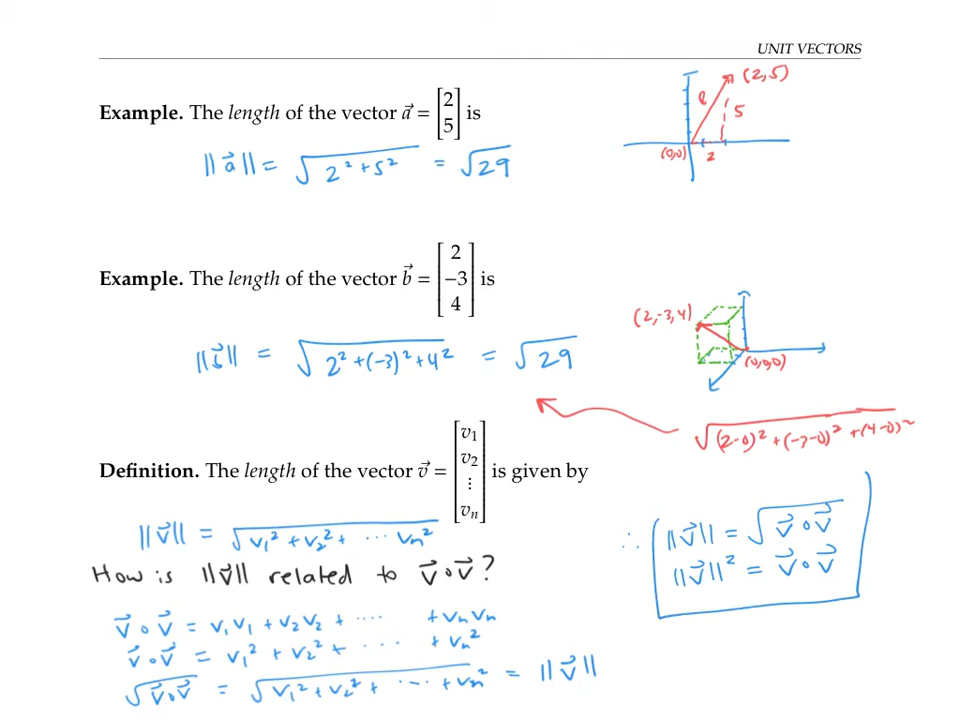 UNIT VECTORS
(2,5)
l
5
(0,0)
2
Example. The length of the vector a⃗ = [2 5] is
||a⃗|| = √(2² + 5²) = √29
Example. The length of the vector b⃗ = [2 −3 4] is
(2,-3,4)
(0,0,0)
||b⃗|| = √(2² + (-3)² + 4²) = √29
√((2-0)² + (-3-0)² + (4-0)²)
Definition. The length of the vector v⃗ = [v₁ v₂ ⋮ vₙ] is given by
||v⃗|| = √(v₁² + v₂² + ··· vₙ²)
∴ ||v⃗|| = √(v⃗ ∘ v⃗)
||v⃗||² = v⃗ ∘ v⃗
How is ||v⃗|| related to v⃗ ∘ v⃗?
v⃗ ∘ v⃗ = v₁v₁ + v₂v₂ + ···· + vₙvₙ
v⃗ ∘ v⃗ = v₁² + v₂² + ··· + vₙ²
√(v⃗ ∘ v⃗) = √(v₁² + v₂² + ···· + vₙ²) = ||v⃗||